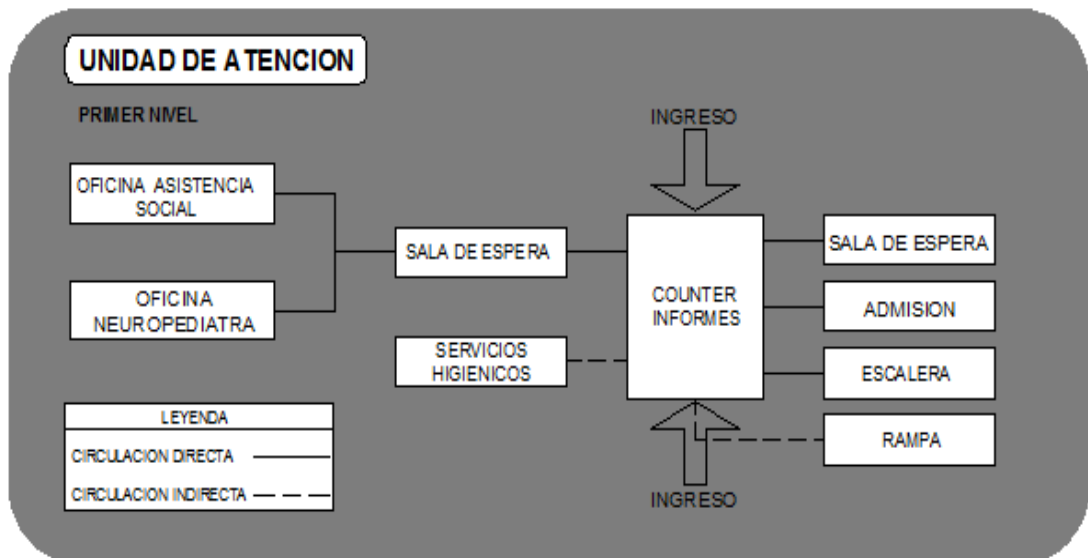 UNIDAD DE ATENCION
PRIMER NIVEL
INGRESO
OFICINA ASISTENCIA
SOCIAL
SALA DE ESPERA
COUNTER
INFORMES
SALA DE ESPERA
OFICINA
NEUROPEDIATRA
ADMISION
SERVICIOS
HIGIENICOS
ESCALERA
RAMPA
LEYENDA
CIRCULACION DIRECTA
CIRCULACION INDIRECTA
INGRESO